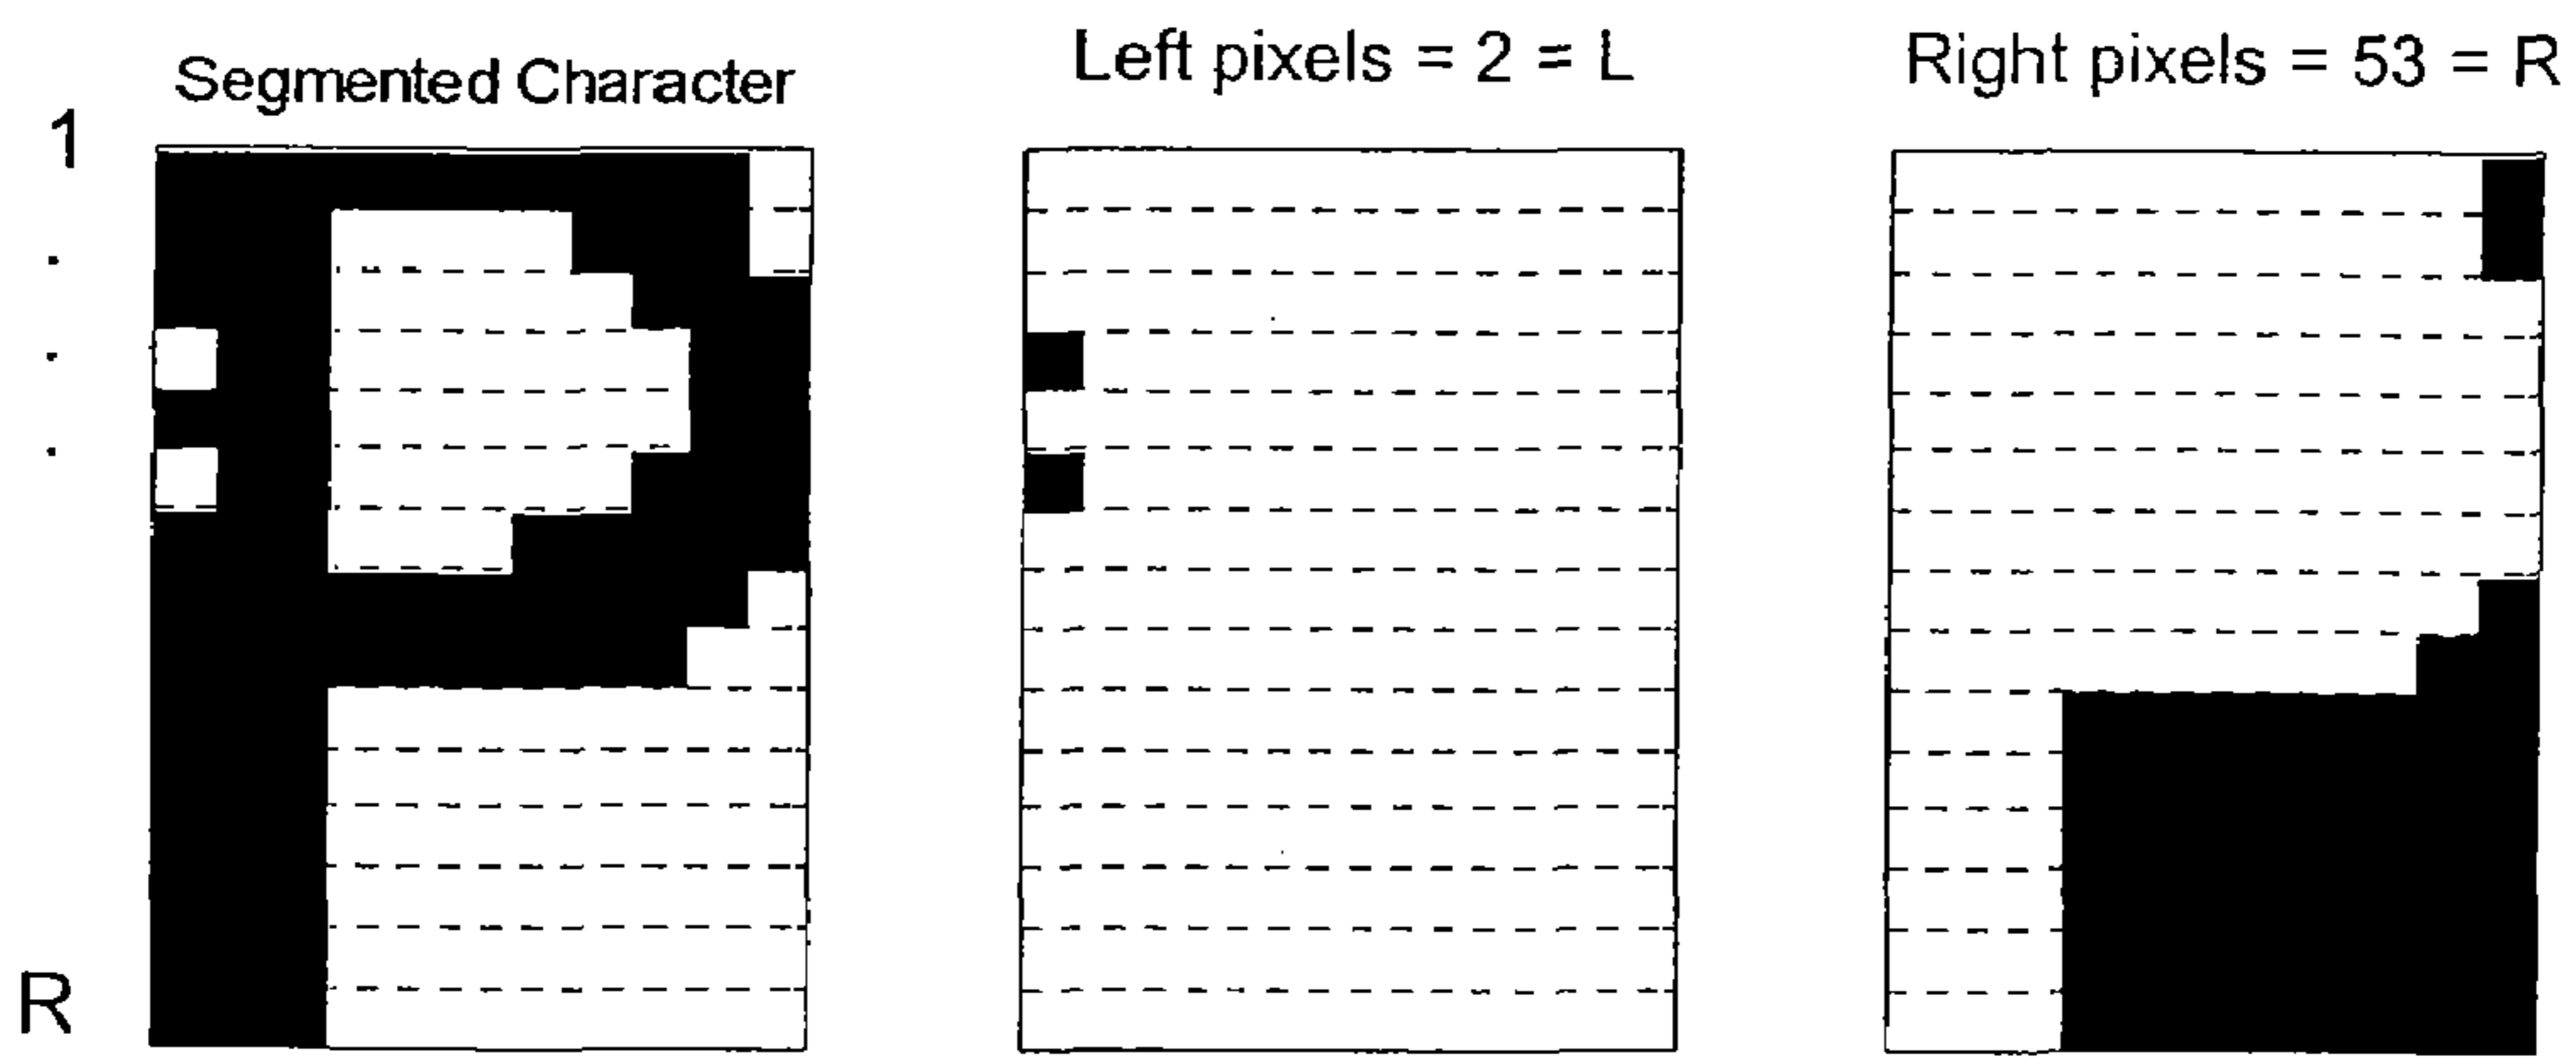 Segmented Character
Left pixels = 2 = L
Right pixels = 53 = R
1
.
.
.
R